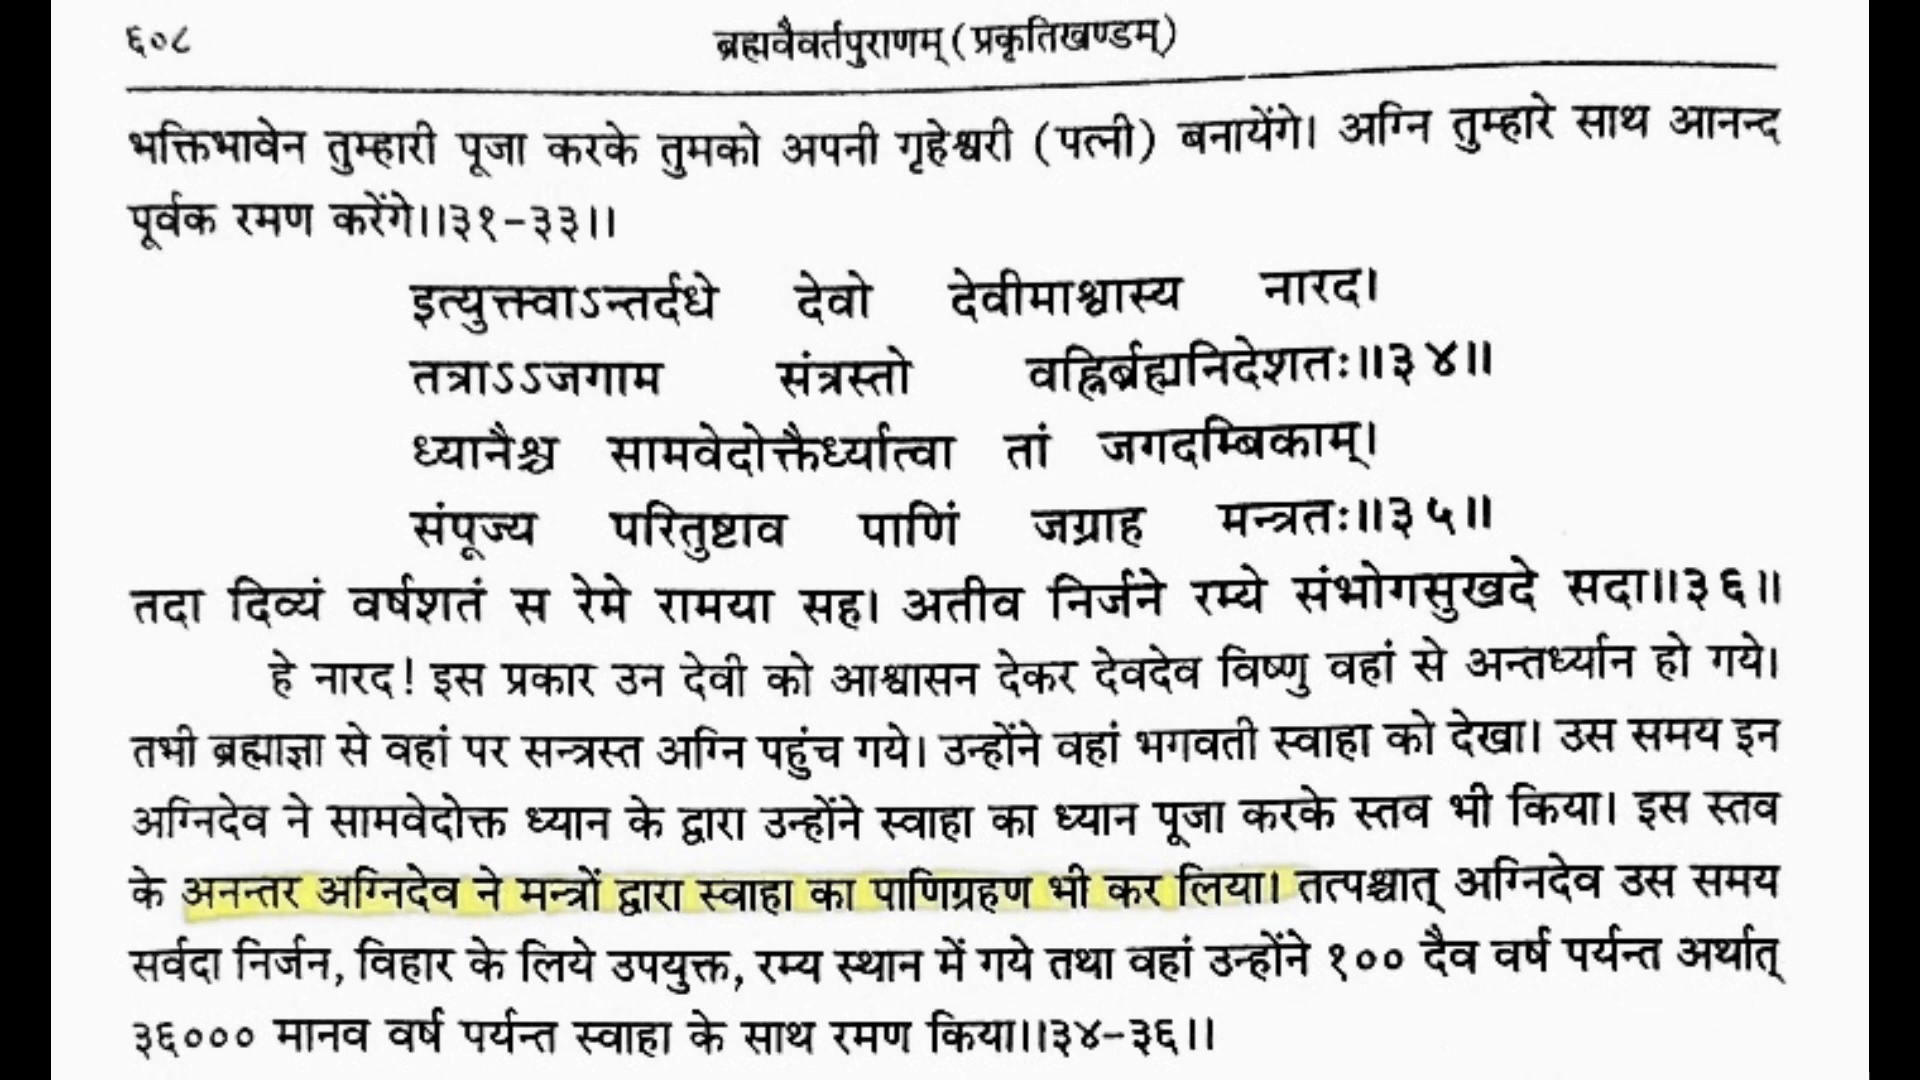 ६०८ ब्रह्मवैवर्तपुराणम् (प्रकृतिखण्डम्)
भक्तिभावेन तुम्हारी पूजा करके तुमको अपनी गृहेश्वरी (पत्नी) बनायेंगे। अग्नि तुम्हारे साथ आनन्द
पूर्वक रमण करेंगे।।३१-३३।।
इत्युक्त्वाऽन्तर्दधे देवो देवीमाश्वास्य नारद।
तत्राऽऽजगाम संत्रस्तो वह्निर्ब्रह्मनिदेशतः॥३४॥
ध्यानैश्च सामवेदोक्तैर्ध्यात्वा तां जगदम्बिकाम्।
संपूज्य परितुष्टाव पाणिं जग्राह मन्त्रतः॥३५॥
तदा दिव्यं वर्षशतं स रेमे रामया सह। अतीव निर्जने रम्ये संभोगसुखदे सदा॥३६॥
हे नारद! इस प्रकार उन देवी को आश्वासन देकर देवदेव विष्णु वहां से अन्तर्ध्यान हो गये।
तभी ब्रह्माज्ञा से वहां पर सन्त्रस्त अग्नि पहुंच गये। उन्होंने वहां भगवती स्वाहा को देखा। उस समय इन
अग्निदेव ने सामवेदोक्त ध्यान के द्वारा उन्होंने स्वाहा का ध्यान पूजा करके स्तव भी किया। इस स्तव
के अनन्तर अग्निदेव ने मन्त्रों द्वारा स्वाहा का पाणिग्रहण भी कर लिया। तत्पश्चात् अग्निदेव उस समय
सर्वदा निर्जन, विहार के लिये उपयुक्त, रम्य स्थान में गये तथा वहां उन्होंने १०० दैव वर्ष पर्यन्त अर्थात्
३६००० मानव वर्ष पर्यन्त स्वाहा के साथ रमण किया।।३४-३६।।